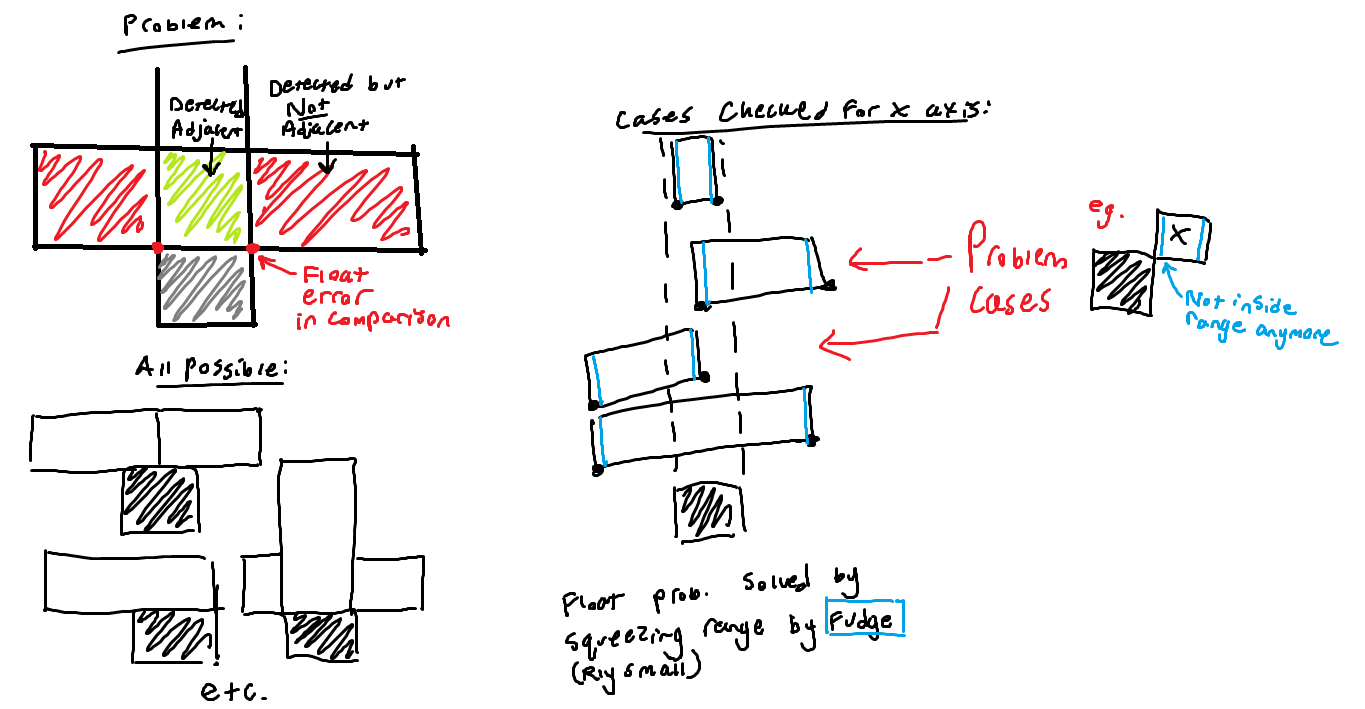 Problem:
Detected
Adjacent
Detected but
Not
Adjacent
Float
error
in comparison
All Possible:
etc.
Cases Checked For x axis:
Problem
cases
eg.
X
Not inside
range anymore
Float prob. solved by
squeezing range by Fudge
(Rly small)